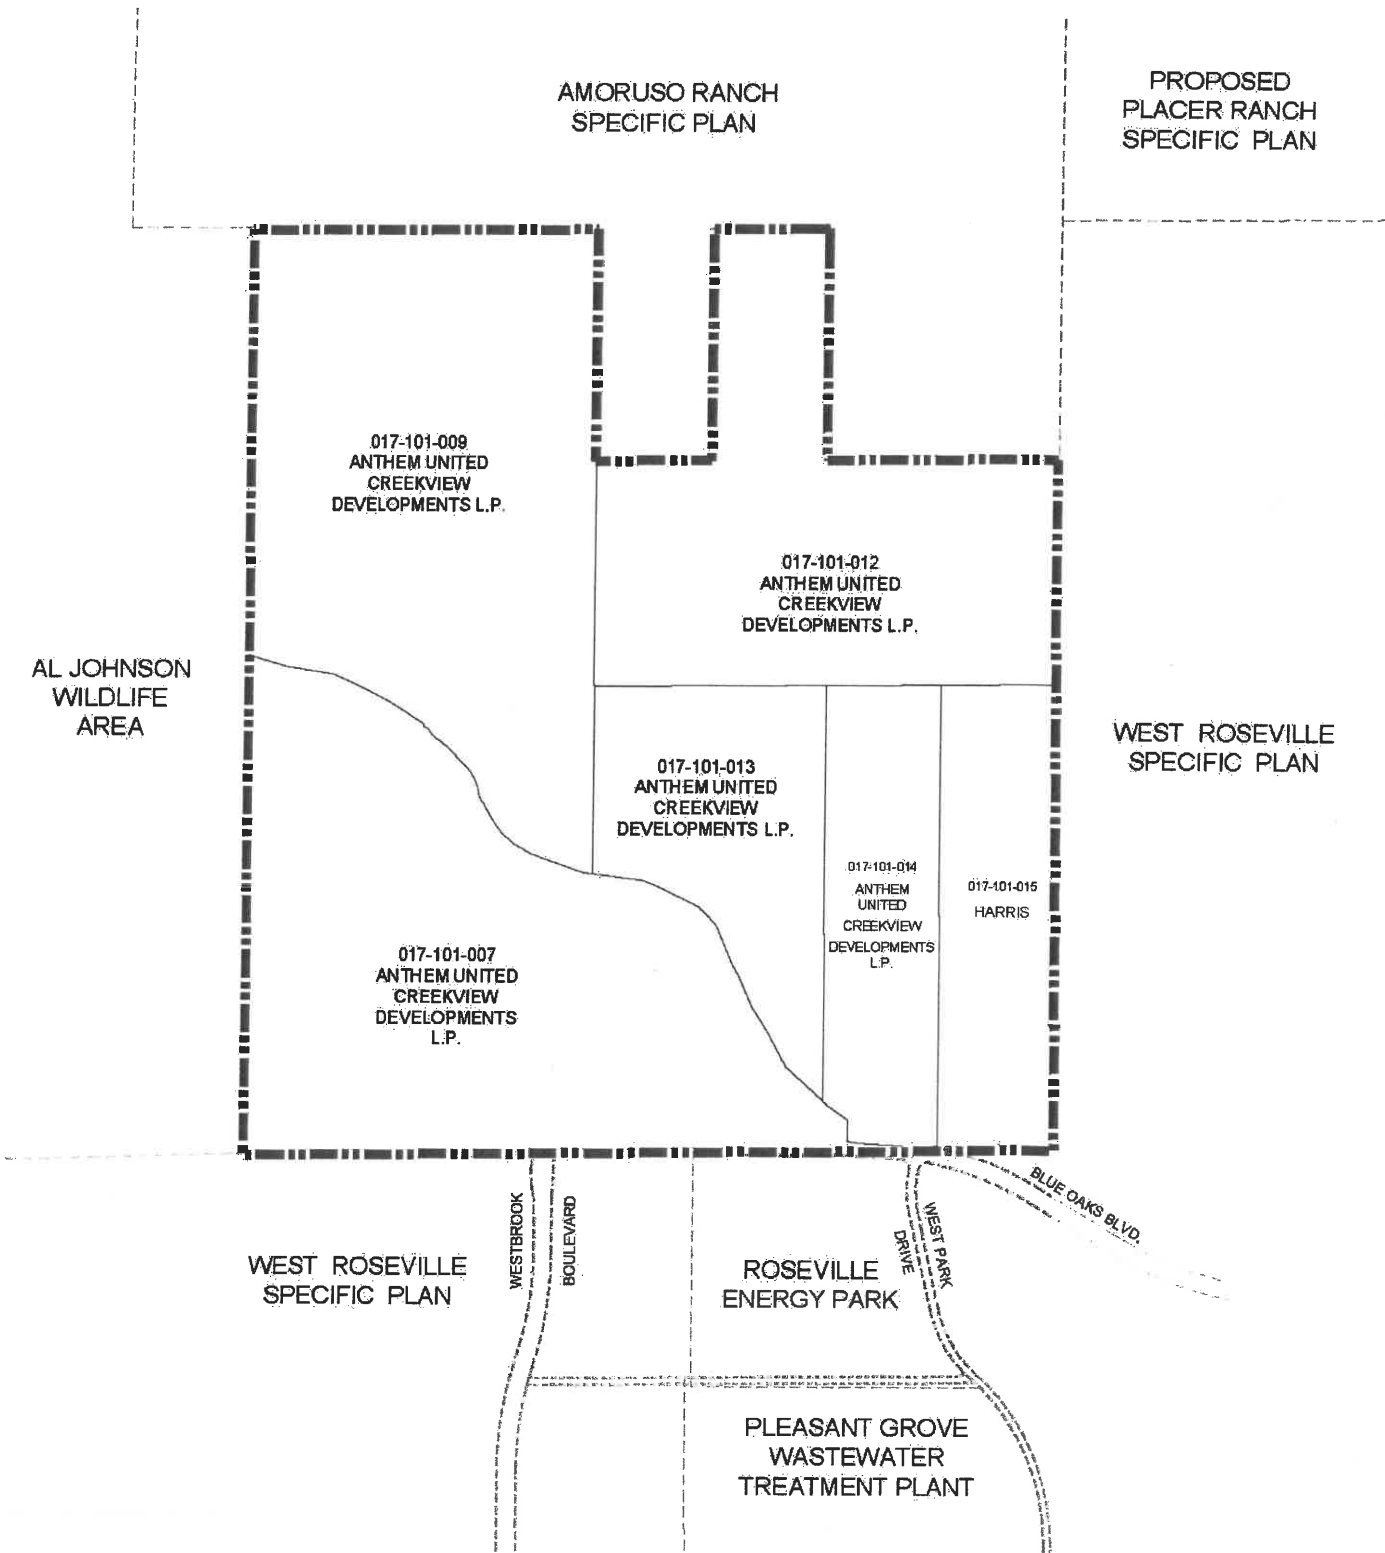 AMORUSO RANCH
SPECIFIC PLAN
PROPOSED
PLACER RANCH
SPECIFIC PLAN
017-101-009
ANTHEM UNITED
CREEKVIEW
DEVELOPMENTS L.P.
017-101-012
ANTHEM UNITED
CREEKVIEW
DEVELOPMENTS L.P.
AL JOHNSON
WILDLIFE
AREA
WEST ROSEVILLE
SPECIFIC PLAN
017-101-013
ANTHEM UNITED
CREEKVIEW
DEVELOPMENTS L.P.
017-101-014
ANTHEM
UNITED
CREEKVIEW
DEVELOPMENTS
L.P.
017-101-015
HARRIS
017-101-007
ANTHEM UNITED
CREEKVIEW
DEVELOPMENTS
L.P.
BLUE OAKS BLVD.
WESTBROOK
BOULEVARD
WEST PARK
DRIVE
WEST ROSEVILLE
SPECIFIC PLAN
ROSEVILLE
ENERGY PARK
PLEASANT GROVE
WASTEWATER
TREATMENT PLANT